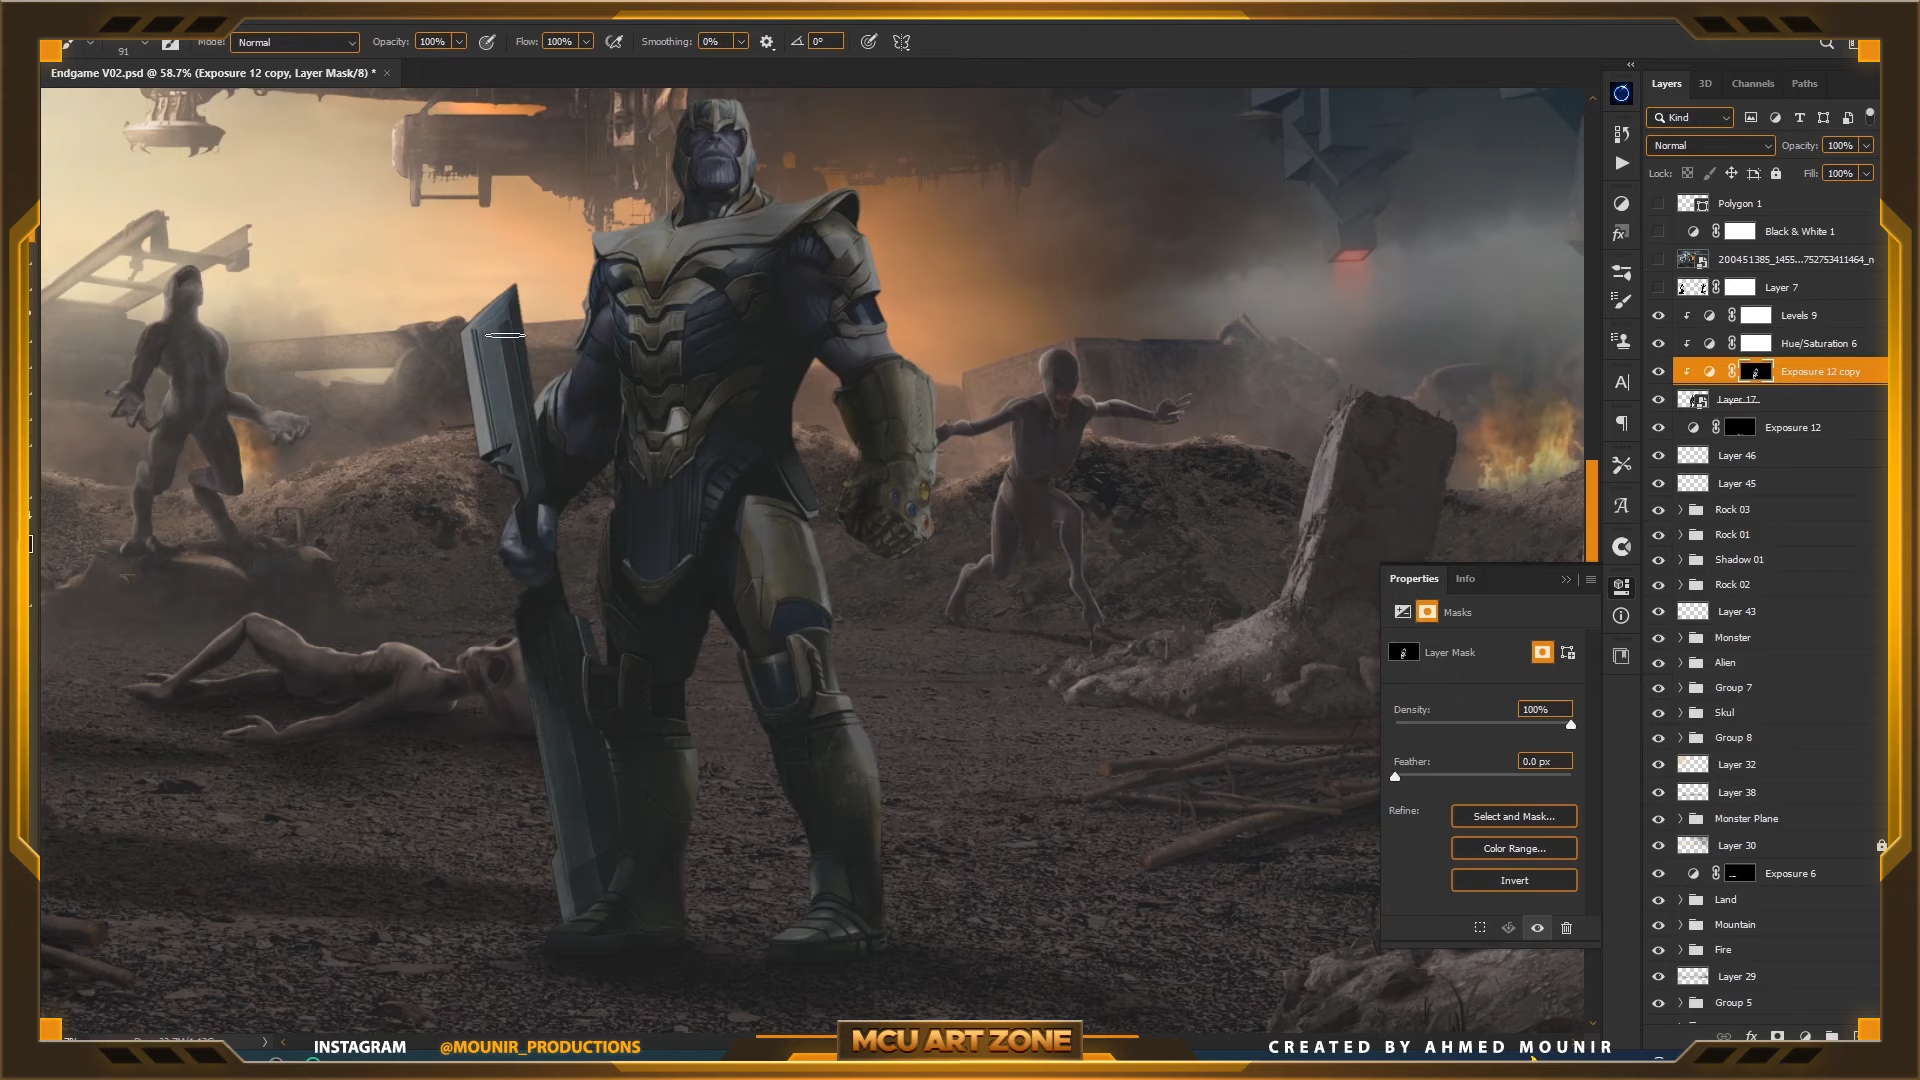 91
Mode: Normal Opacity: 100% Flow: 100% Smoothing: 0% 0°
Endgame V02.psd @ 58.7% (Exposure 12 copy, Layer Mask/8) * ×
Layers 3D Channels Paths
Kind
Normal Opacity: 100%
Lock: Fill: 100%
Polygon 1
Black & White 1
200451385_1455...752753411464_n
Layer 7
Levels 9
Hue/Saturation 6
Exposure 12 copy
Layer 17
Exposure 12
Layer 46
Layer 45
Rock 03
Rock 01
Shadow 01
Rock 02
Layer 43
Monster
Alien
Group 7
Skul
Group 8
Layer 32
Layer 38
Monster Plane
Layer 30
Exposure 6
Land
Mountain
Fire
Layer 29
Group 5
Properties Info
Masks
Layer Mask
Density: 100%
Feather: 0.0 px
Refine: Select and Mask...
Color Range...
Invert
INSTAGRAM @MOUNIR_PRODUCTIONS
MCU ART ZONE
CREATED BY AHMED MOUNIR